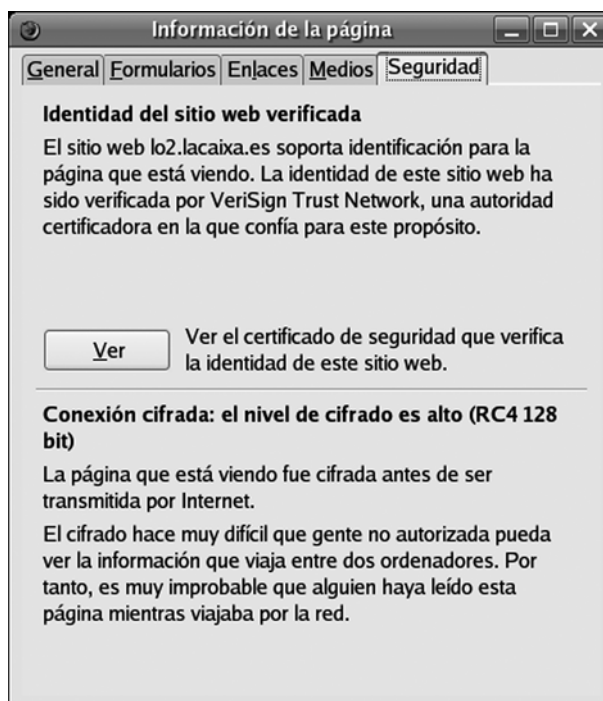 Información de la página
General Formularios Enlaces Medios Seguridad
Identidad del sitio web verificada
El sitio web lo2.lacaixa.es soporta identificación para la
página que está viendo. La identidad de este sitio web ha
sido verificada por VeriSign Trust Network, una autoridad
certificadora en la que confía para este propósito.
Ver
Ver el certificado de seguridad que verifica
la identidad de este sitio web.
Conexión cifrada: el nivel de cifrado es alto (RC4 128
bit)
La página que está viendo fue cifrada antes de ser
transmitida por Internet.
El cifrado hace muy difícil que gente no autorizada pueda
ver la información que viaja entre dos ordenadores. Por
tanto, es muy improbable que alguien haya leído esta
página mientras viajaba por la red.